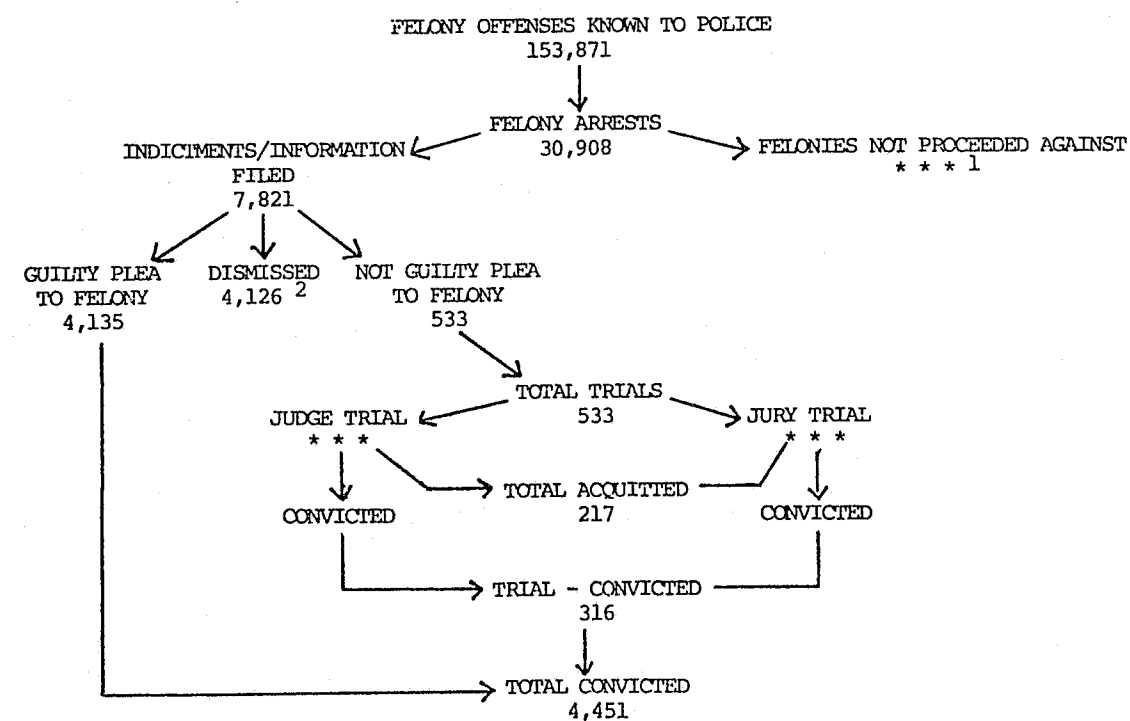 FELONY OFFENSES KNOWN TO POLICE
153,871
FELONY ARRESTS
30,908
INDICTMENTS/INFORMATION
FILED
7,821
FELONIES NOT PROCEEDED AGAINST
* * * 1
GUILTY PLEA
TO FELONY
4,135
DISMISSED
4,126 2
NOT GUILTY PLEA
TO FELONY
533
TOTAL TRIALS
533
JUDGE TRIAL
* * *
JURY TRIAL
* * *
TOTAL ACQUITTED
217
CONVICTED
CONVICTED
TRIAL - CONVICTED
316
TOTAL CONVICTED
4,451